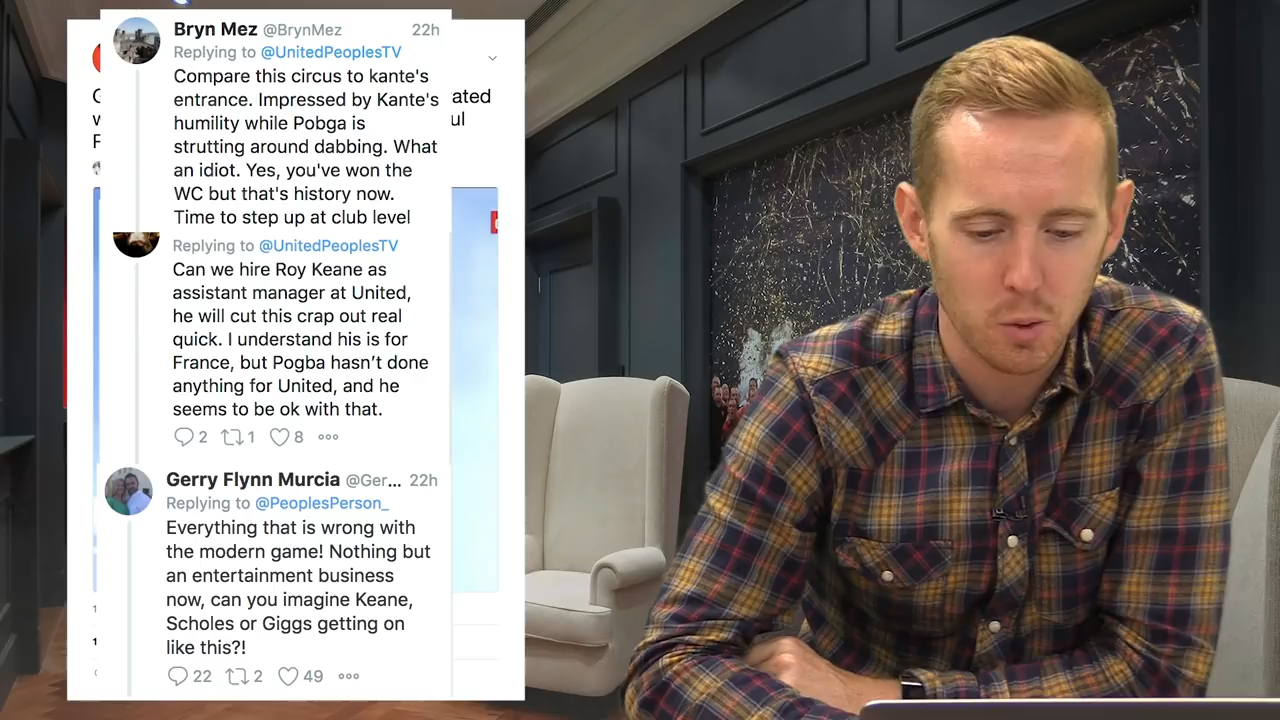 Bryn Mez @BrynMez 22h
Replying to @UnitedPeoplesTV
Compare this circus to kante's
entrance. Impressed by Kante's
humility while Pobga is
strutting around dabbing. What
an idiot. Yes, you've won the
WC but that's history now.
Time to step up at club level
ated
ul
Replying to @UnitedPeoplesTV
Can we hire Roy Keane as
assistant manager at United,
he will cut this crap out real
quick. I understand his is for
France, but Pogba hasn’t done
anything for United, and he
seems to be ok with that.
2 1 8
Gerry Flynn Murcia @Ger... 22h
Replying to @PeoplesPerson_
Everything that is wrong with
the modern game! Nothing but
an entertainment business
now, can you imagine Keane,
Scholes or Giggs getting on
like this?!
22 2 49